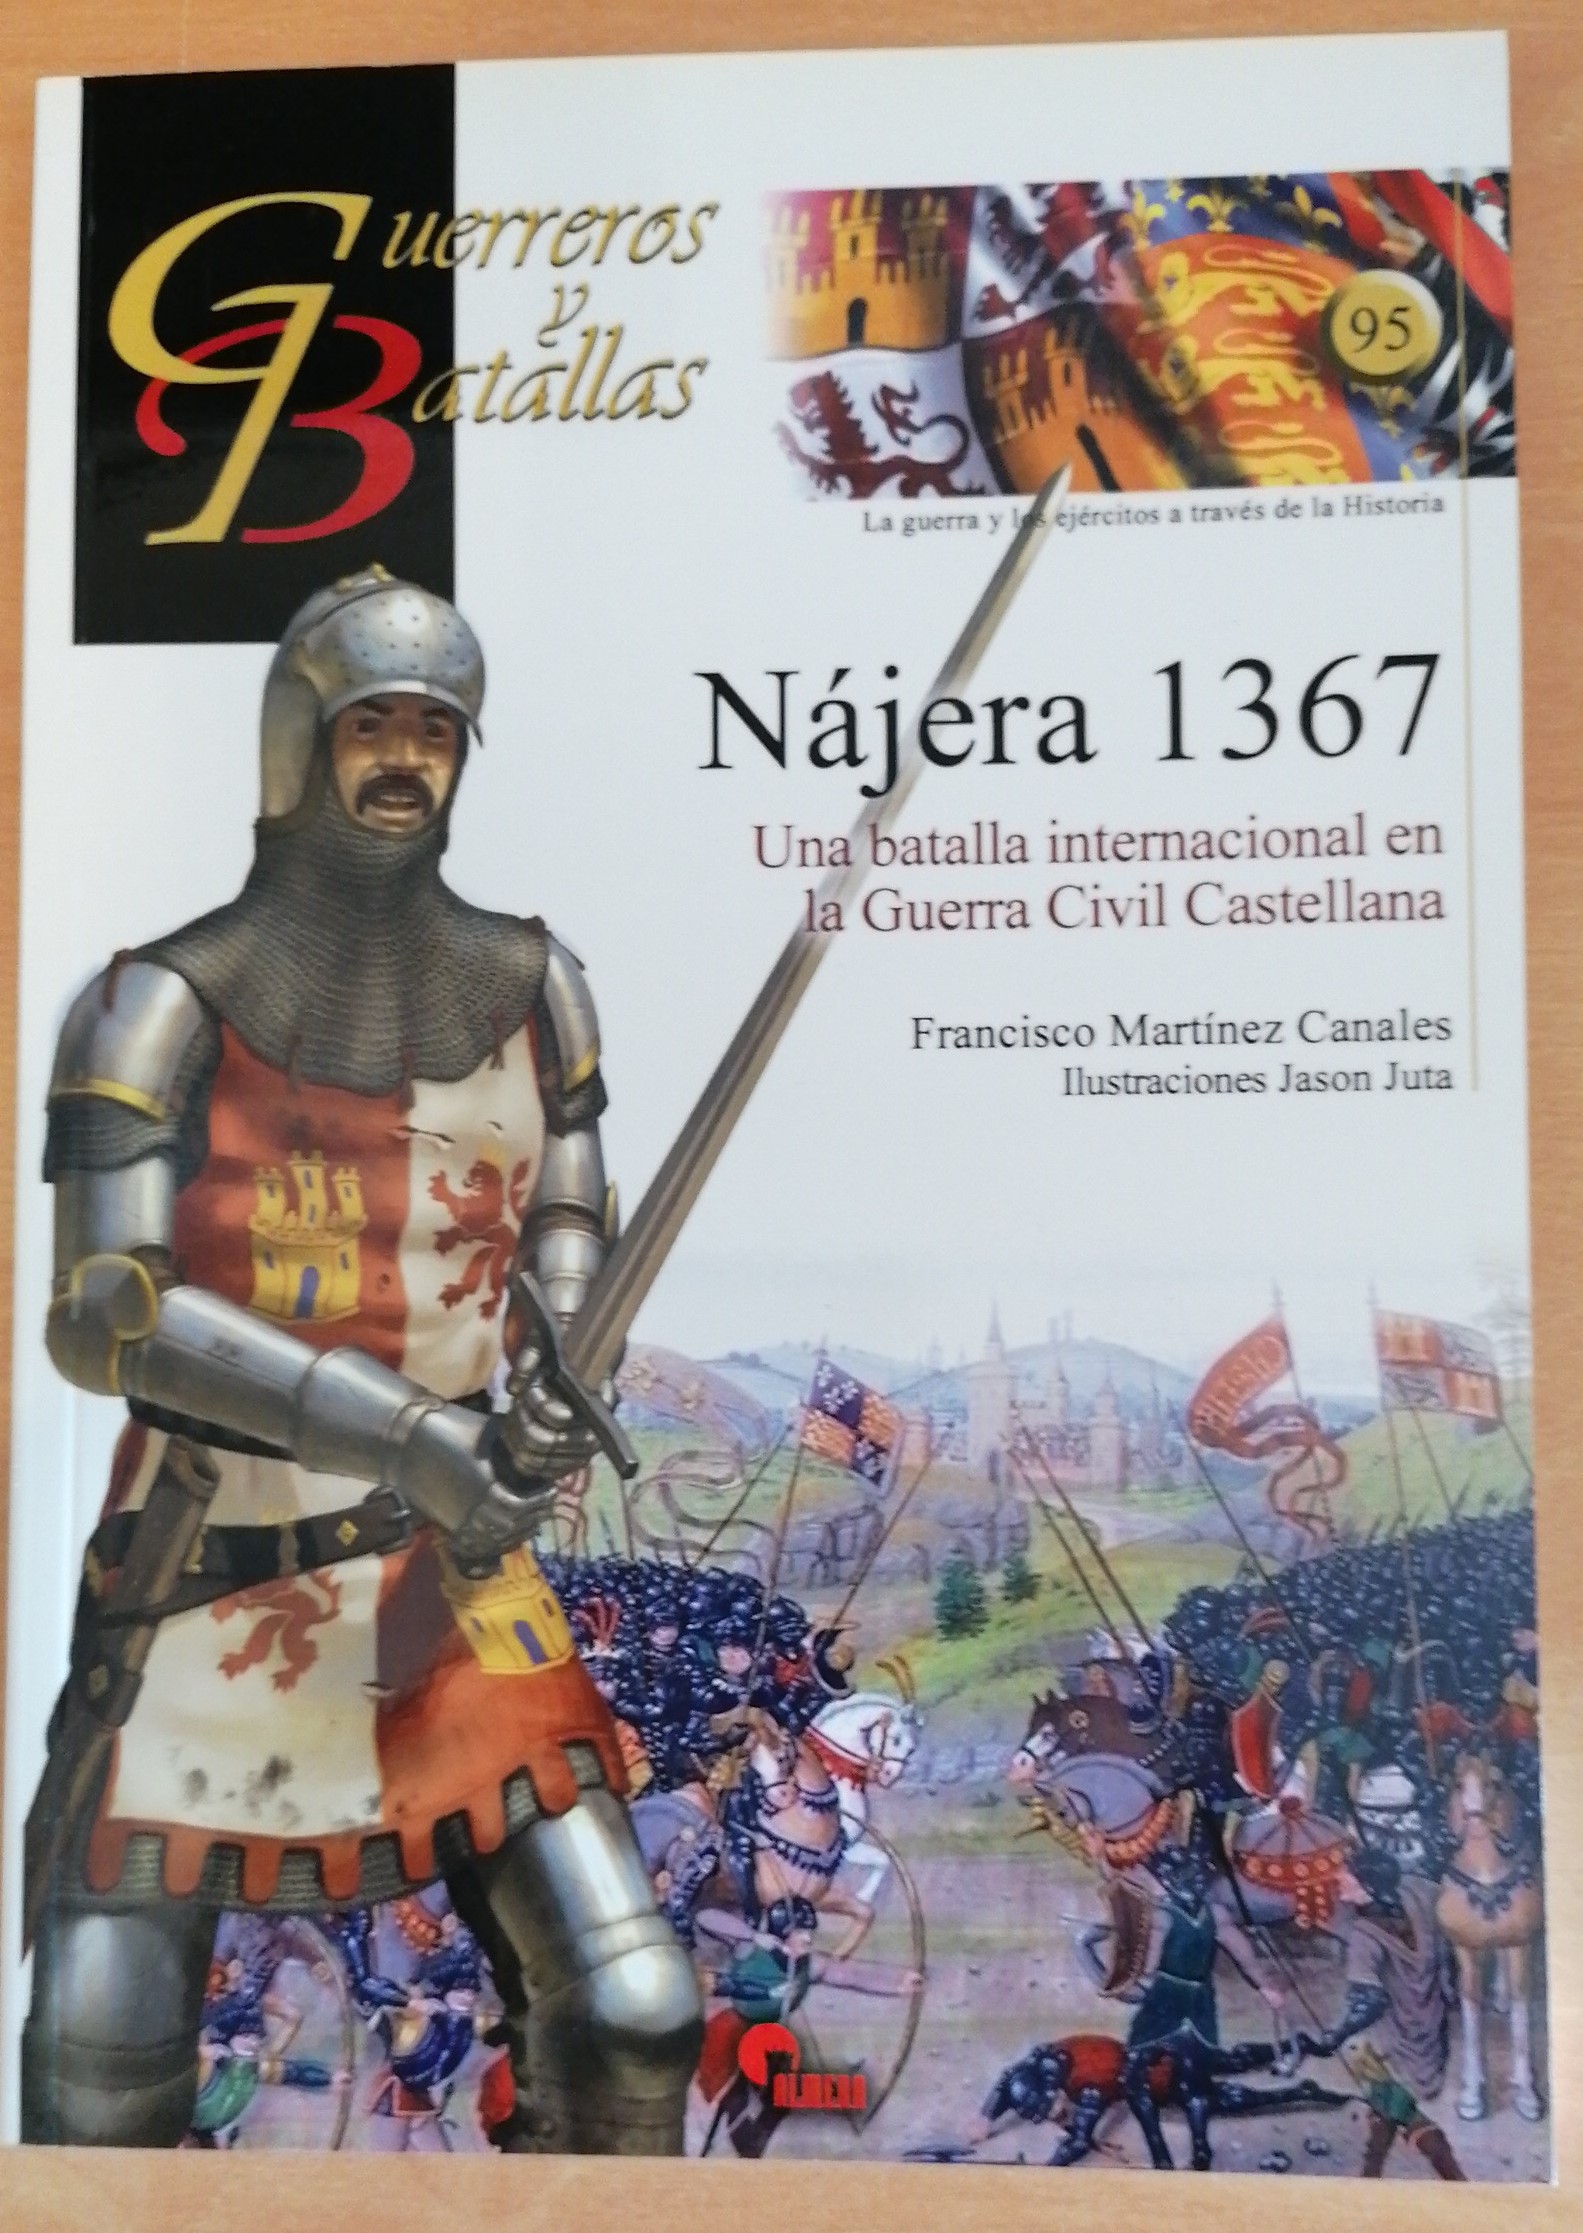 Guerreros
y
Batallas
95
La guerra y los ejércitos a través de la Historia
Nájera 1367
Una batalla internacional en
la Guerra Civil Castellana
Francisco Martínez Canales
Ilustraciones Jason Juta
ALMENA